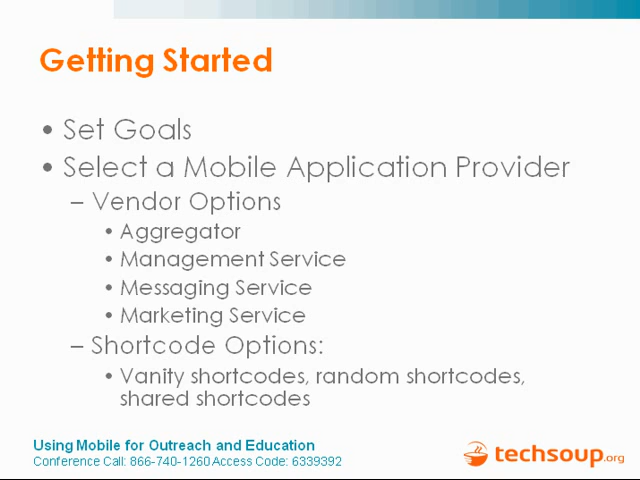 Getting Started
• Set Goals
• Select a Mobile Application Provider
– Vendor Options
• Aggregator
• Management Service
• Messaging Service
• Marketing Service
– Shortcode Options:
• Vanity shortcodes, random shortcodes,
shared shortcodes
Using Mobile for Outreach and Education
Conference Call: 866-740-1260 Access Code: 6339392
techsoup.org